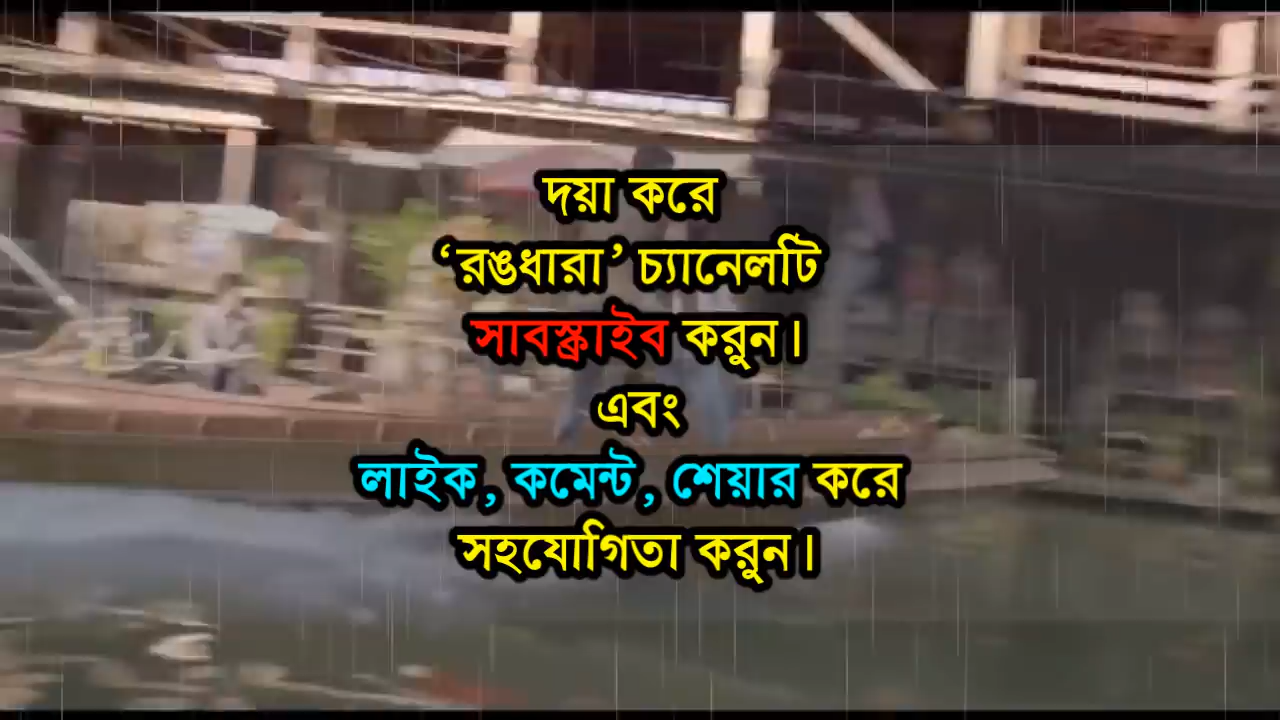 দয়া করে
‘রঙধারা’ চ্যানেলটি
সাবস্ক্রাইব করুন।
এবং
লাইক, কমেন্ট, শেয়ার করে
সহযোগিতা করুন।